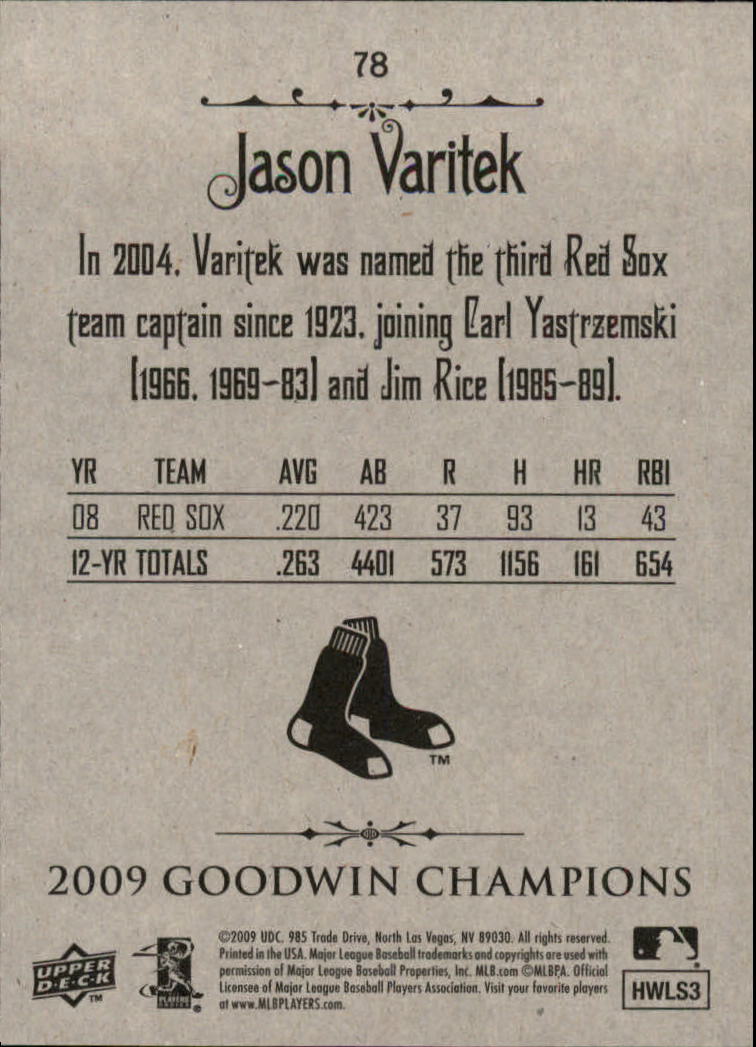 78
Jason Varitek
In 2004, Varitek was named the third Red Sox
team captain since 1923, joining Carl Yastrzemski
(1966, 1969-83) and Jim Rice (1985-89).
YR TEAM AVG AB R H HR RBI
08 RED SOX .220 423 37 93 13 43
12-YR TOTALS .263 4401 573 1156 161 654
TM
2009 GOODWIN CHAMPIONS
©2009 UDC. 985 Trade Drive, North Las Vegas, NV 89030. All rights reserved.
Printed in the USA. Major League Baseball trademarks and copyrights are used with
permission of Major League Baseball Properties, Inc. MLB.com ©MLBPA. Official
Licensee of Major League Baseball Players Association. Visit your favorite players
at www.MLBPLAYERS.com.
UPPER
D·E·C·K
TM
PLAYERS
CHOICE
®
HWLS3